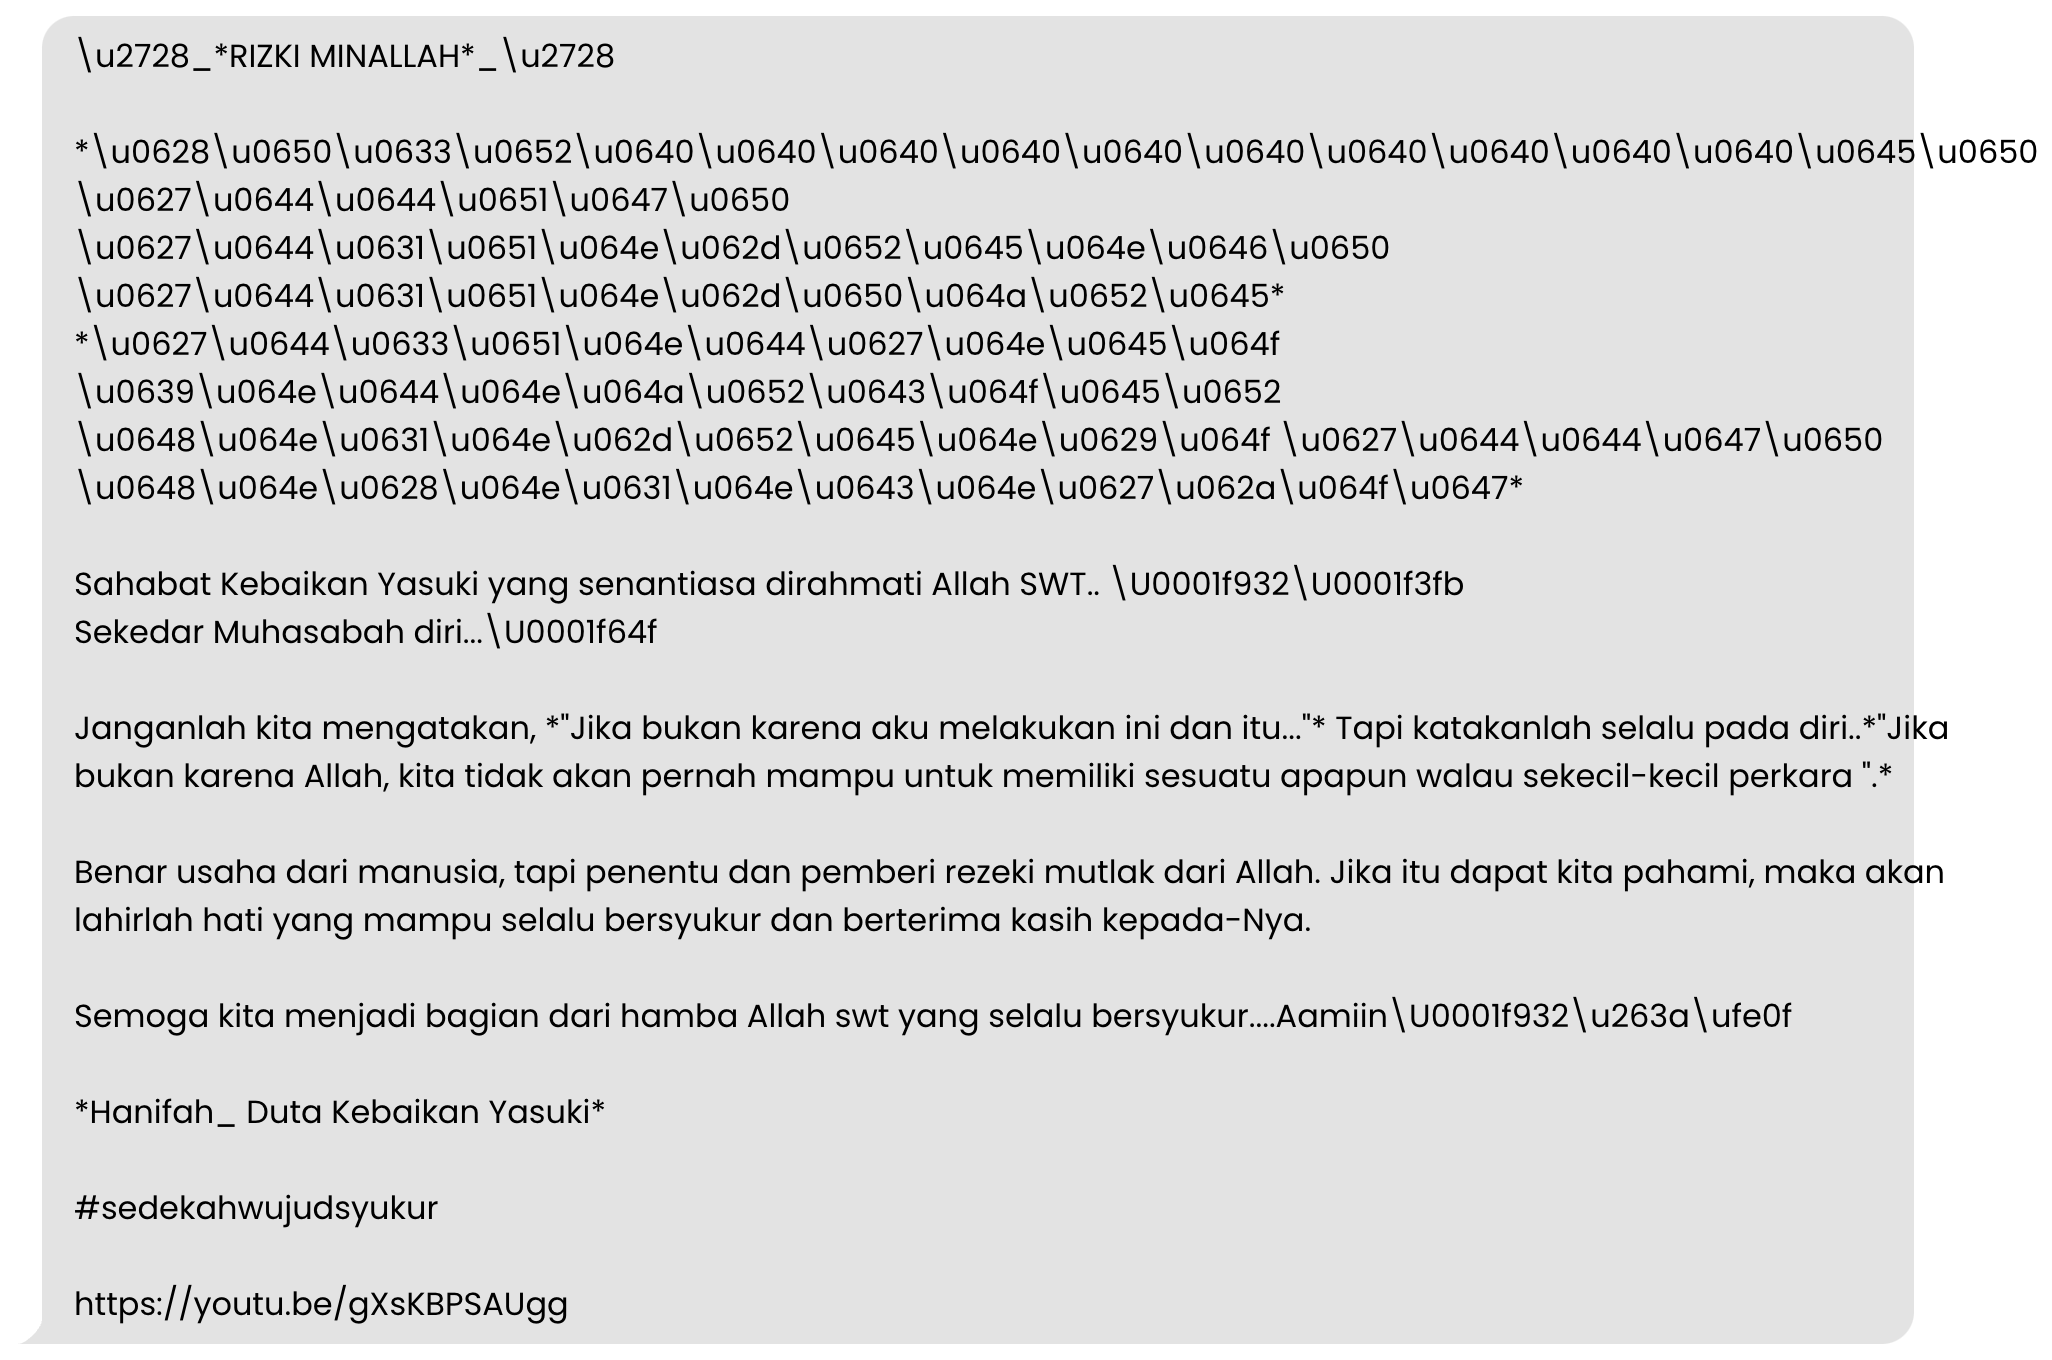 \u2728_*RIZKI MINALLAH*_\u2728
*\u0628\u0650\u0633\u0652\u0640\u0640\u0640\u0640\u0640\u0640\u0640\u0640\u0640\u0640\u0645\u0650
\u0627\u0644\u0644\u0651\u0647\u0650
\u0627\u0644\u0631\u0651\u064e\u062d\u0652\u0645\u064e\u0646\u0650
\u0627\u0644\u0631\u0651\u064e\u062d\u0650\u064a\u0652\u0645*
*\u0627\u0644\u0633\u0651\u064e\u0644\u0627\u064e\u0645\u064f
\u0639\u064e\u0644\u064e\u064a\u0652\u0643\u064f\u0645\u0652
\u0648\u064e\u0631\u064e\u062d\u0652\u0645\u064e\u0629\u064f \u0627\u0644\u0644\u0647\u0650
\u0648\u064e\u0628\u064e\u0631\u064e\u0643\u064e\u0627\u062a\u064f\u0647*
Sahabat Kebaikan Yasuki yang senantiasa dirahmati Allah SWT.. \U0001f932\U0001f3fb
Sekedar Muhasabah diri...\U0001f64f
Janganlah kita mengatakan, *"Jika bukan karena aku melakukan ini dan itu..."* Tapi katakanlah selalu pada diri..*"Jika
bukan karena Allah, kita tidak akan pernah mampu untuk memiliki sesuatu apapun walau sekecil-kecil perkara ".*
Benar usaha dari manusia, tapi penentu dan pemberi rezeki mutlak dari Allah. Jika itu dapat kita pahami, maka akan
lahirlah hati yang mampu selalu bersyukur dan berterima kasih kepada-Nya.
Semoga kita menjadi bagian dari hamba Allah swt yang selalu bersyukur....Aamiin\U0001f932\u263a\ufe0f
*Hanifah_ Duta Kebaikan Yasuki*
#sedekahwujudsyukur
https://youtu.be/gXsKBPSAUgg